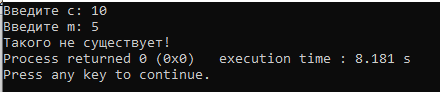 Введите с: 10
Введите m: 5
Такого не существует!
Process returned 0 (0x0)   execution time : 8.181 s
Press any key to continue.